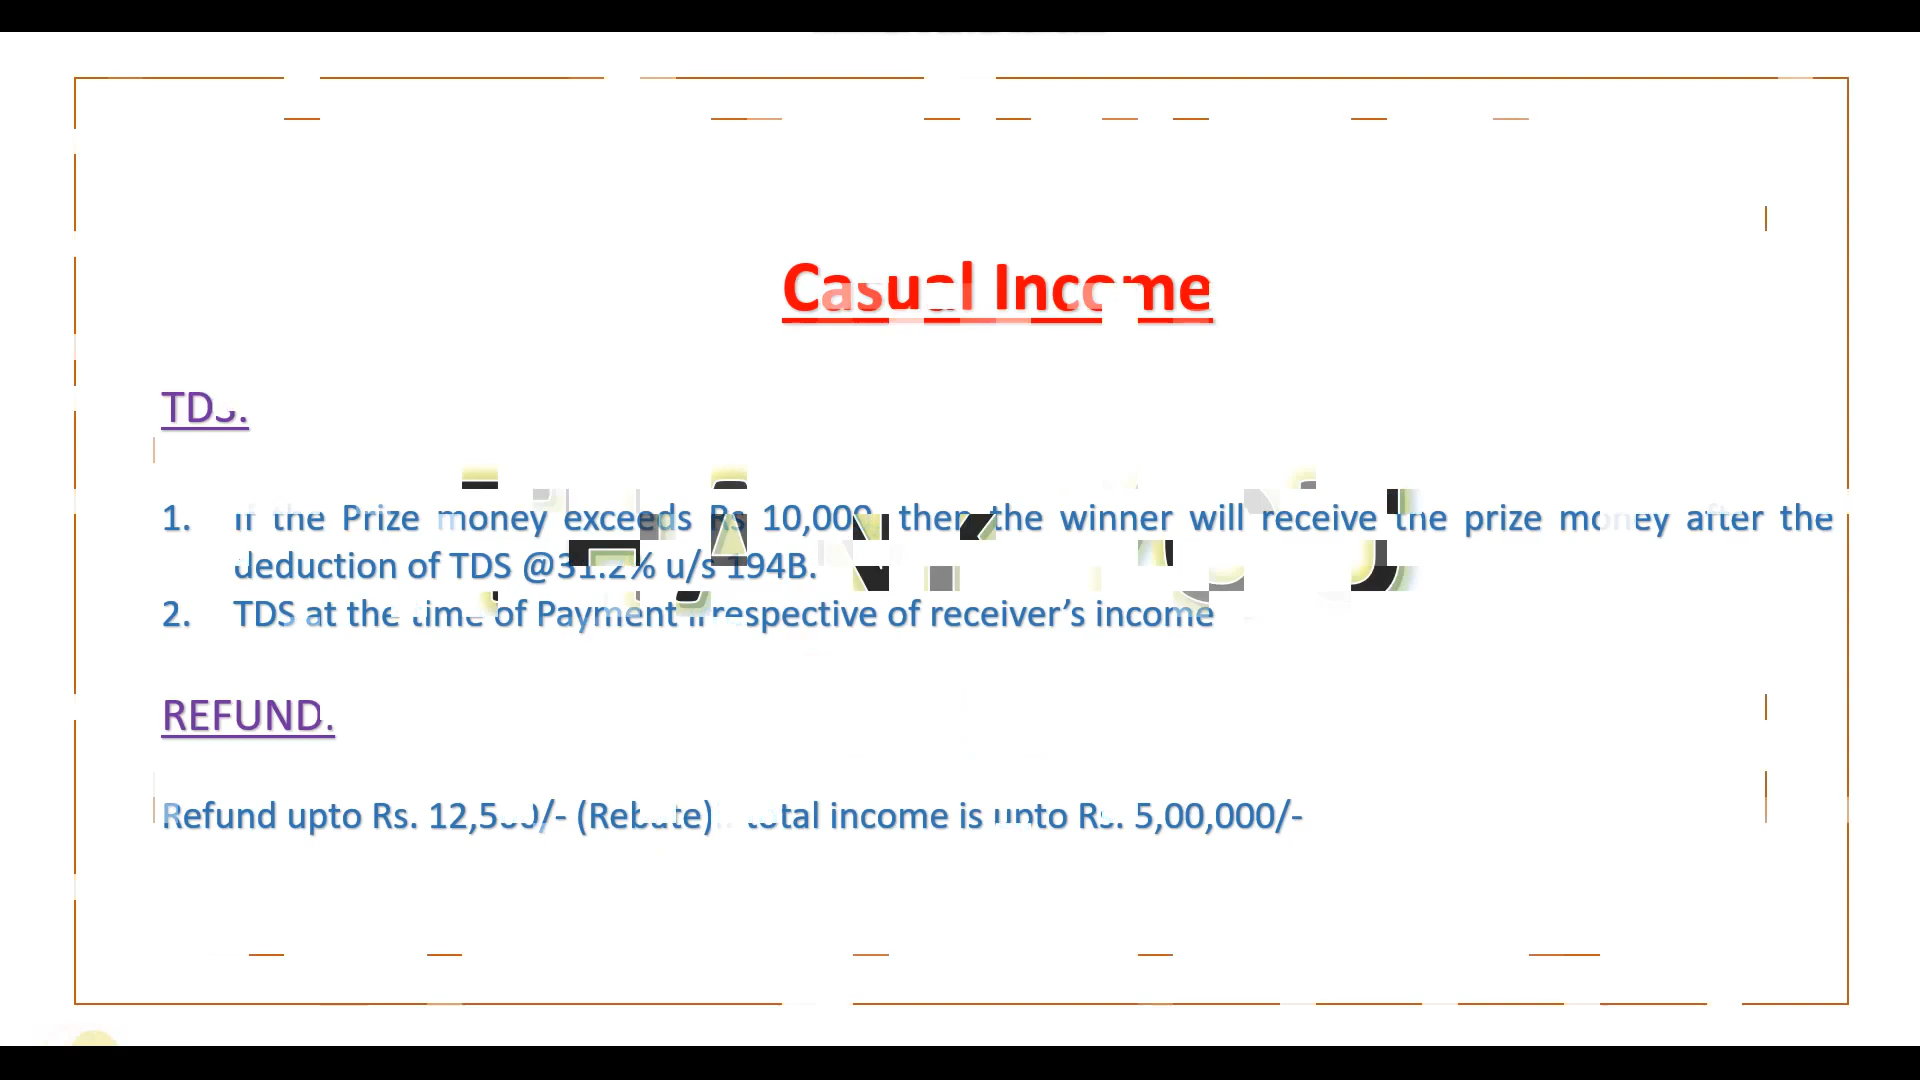 Casual Income
TDS.
1. If the Prize money exceeds Rs 10,000, then the winner will receive the prize money after the
deduction of TDS @31.2% u/s 194B.
2. TDS at the time of Payment irrespective of receiver's income
REFUND.
Refund upto Rs. 12,500/- (Rebate) total income is upto Rs. 5,00,000/-